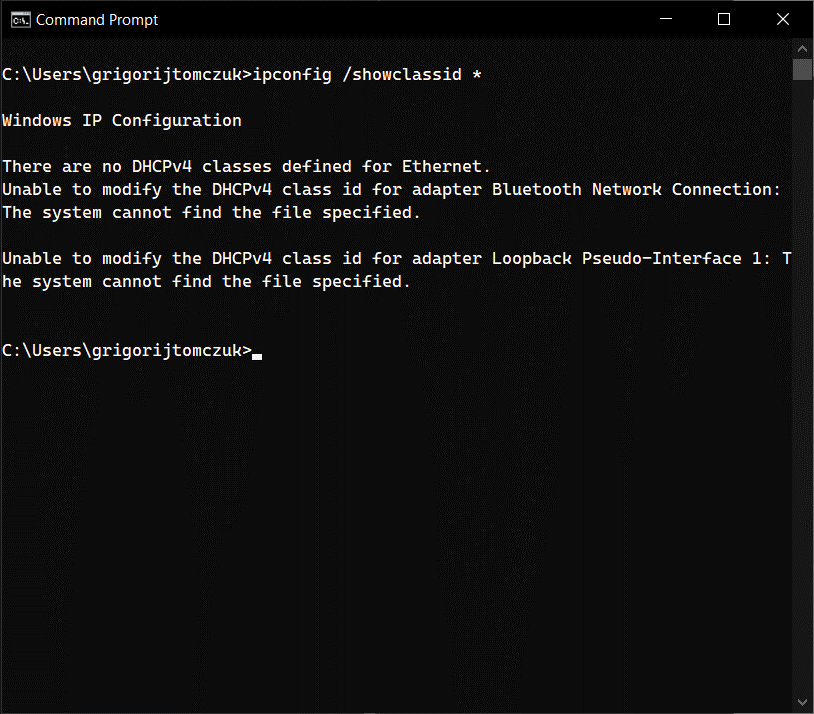 Command Prompt
C:\Users\grigorijtomczuk>ipconfig /showclassid *
Windows IP Configuration
There are no DHCPv4 classes defined for Ethernet.
Unable to modify the DHCPv4 class id for adapter Bluetooth Network Connection:
The system cannot find the file specified.
Unable to modify the DHCPv4 class id for adapter Loopback Pseudo-Interface 1: T
he system cannot find the file specified.
C:\Users\grigorijtomczuk>